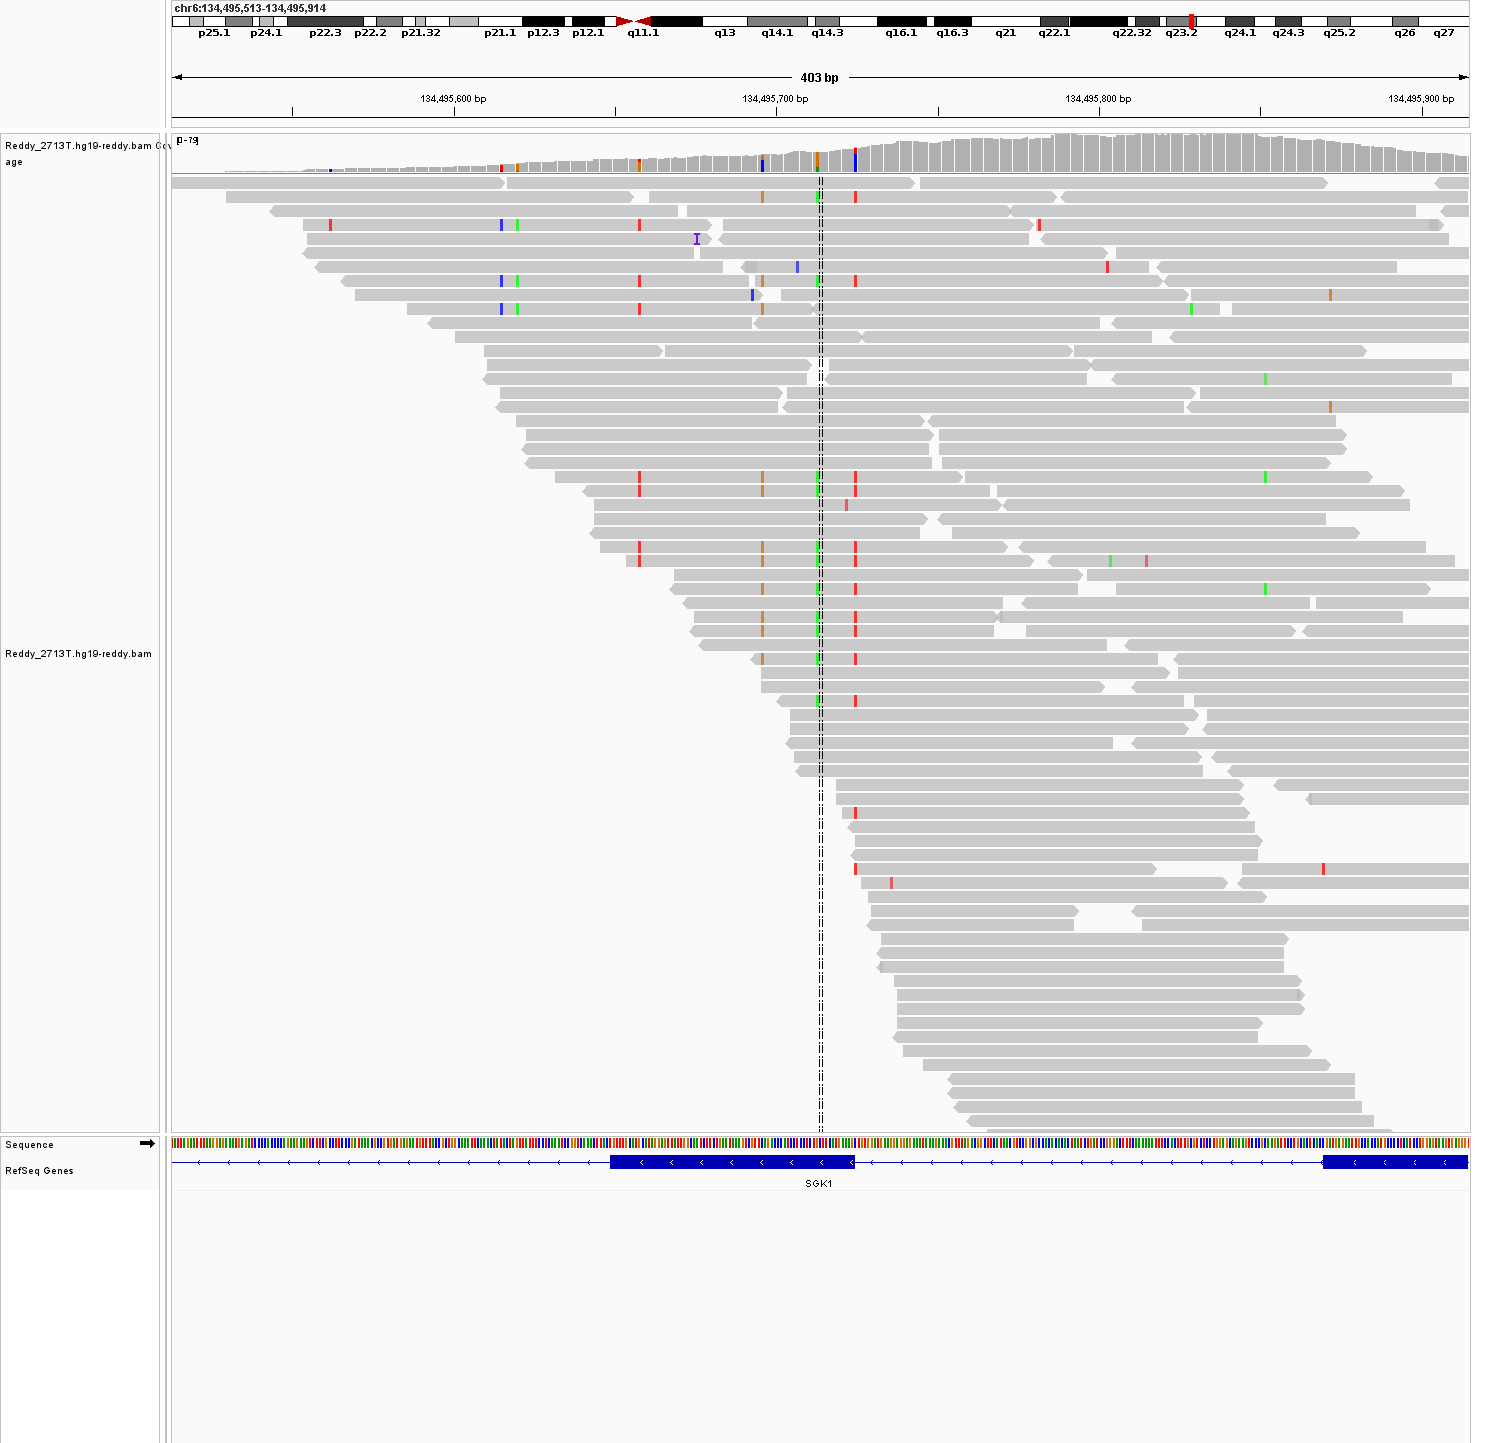 chr6:134,495,513-134,495,914
p25.1 p24.1 p22.3 p22.2 p21.32 p21.1 p12.3 p12.1 q11.1 q13 q14.1 q14.3 q16.1 q16.3 q21 q22.1 q22.32 q23.2 q24.1 q24.3 q25.2 q26 q27
403 bp
134,495,600 bp 134,495,700 bp 134,495,800 bp 134,495,900 bp
Reddy_2713T.hg19-reddy.bam Cov
age
[0-79]
I
Reddy_2713T.hg19-reddy.bam
Sequence
RefSeq Genes
SGK1